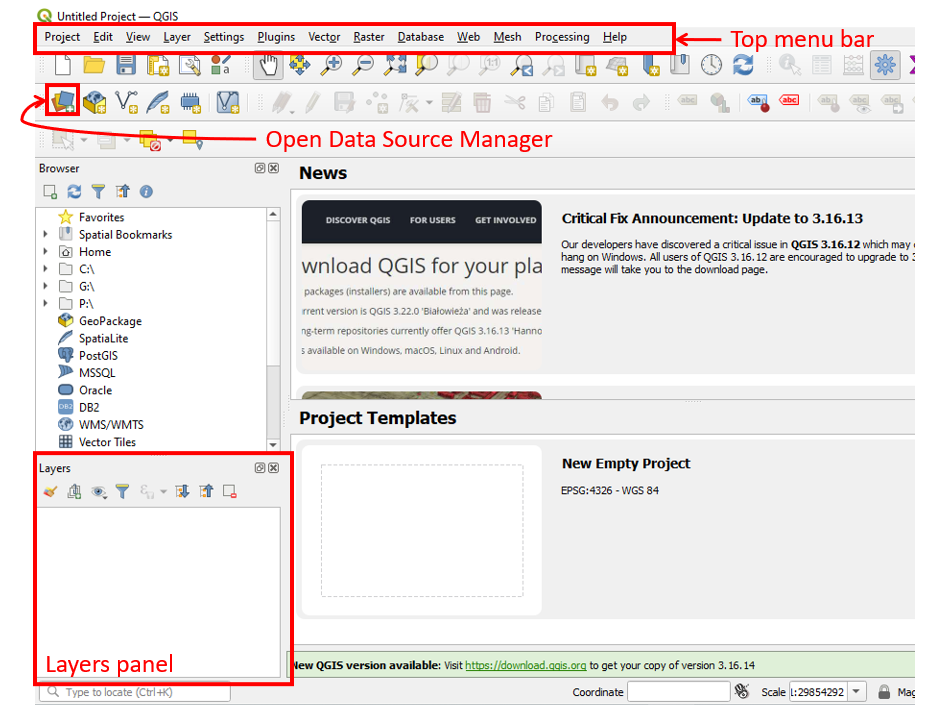 Untitled Project — QGIS
Project Edit View Layer Settings Plugins Vector Raster Database Web Mesh Processing Help
Top menu bar
Open Data Source Manager
Browser
Favorites
Spatial Bookmarks
Home
C:\
G:\
P:\
GeoPackage
SpatiaLite
PostGIS
MSSQL
Oracle
DB2
WMS/WMTS
Vector Tiles
News
DISCOVER QGIS FOR USERS GET INVOLVED
wnload QGIS for your pla
packages (installers) are available from this page.
rrent version is QGIS 3.22.0 'Białowieża' and was release
ng-term repositories currently offer QGIS 3.16.13 'Hanno
s available on Windows, macOS, Linux and Android.
Critical Fix Announcement: Update to 3.16.13
Our developers have discovered a critical issue in QGIS 3.16.12 which may
hang on Windows. All users of QGIS 3.16.12 are encouraged to upgrade to 3
message will take you to the download page.
Project Templates
New Empty Project
EPSG:4326 - WGS 84
Layers
Layers panel
New QGIS version available: Visit https://download.qgis.org to get your copy of version 3.16.14
Type to locate (Ctrl+K)
Coordinate
Scale 1:29854292
Mag